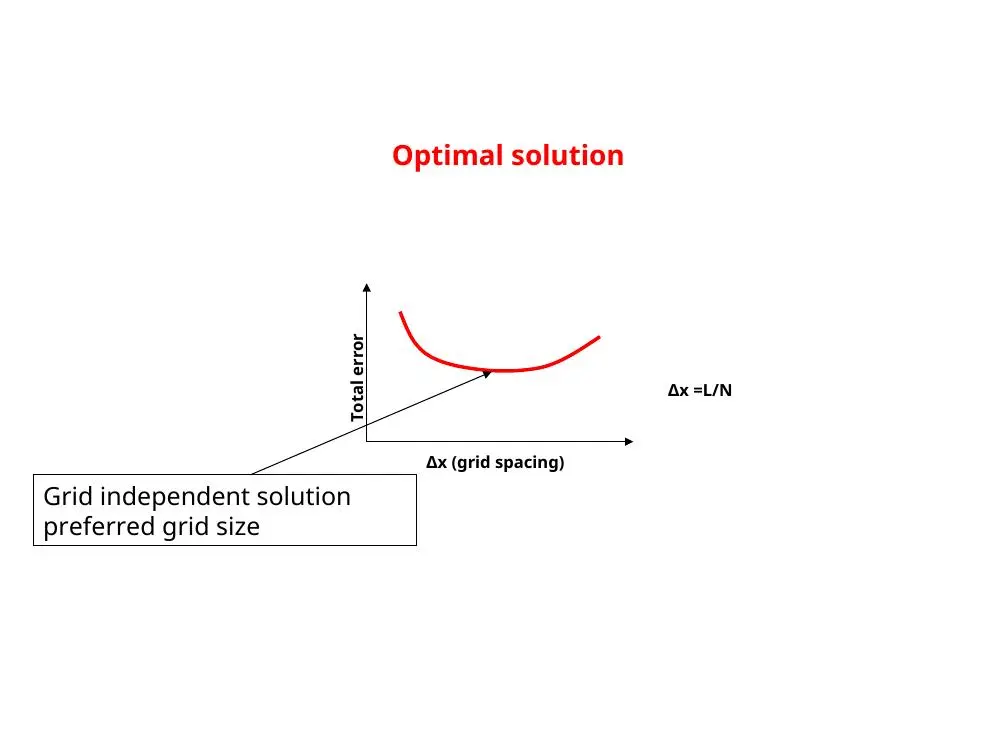 Optimal solution
Total error
Δx =L/N
Δx (grid spacing)
Grid independent solution
preferred grid size